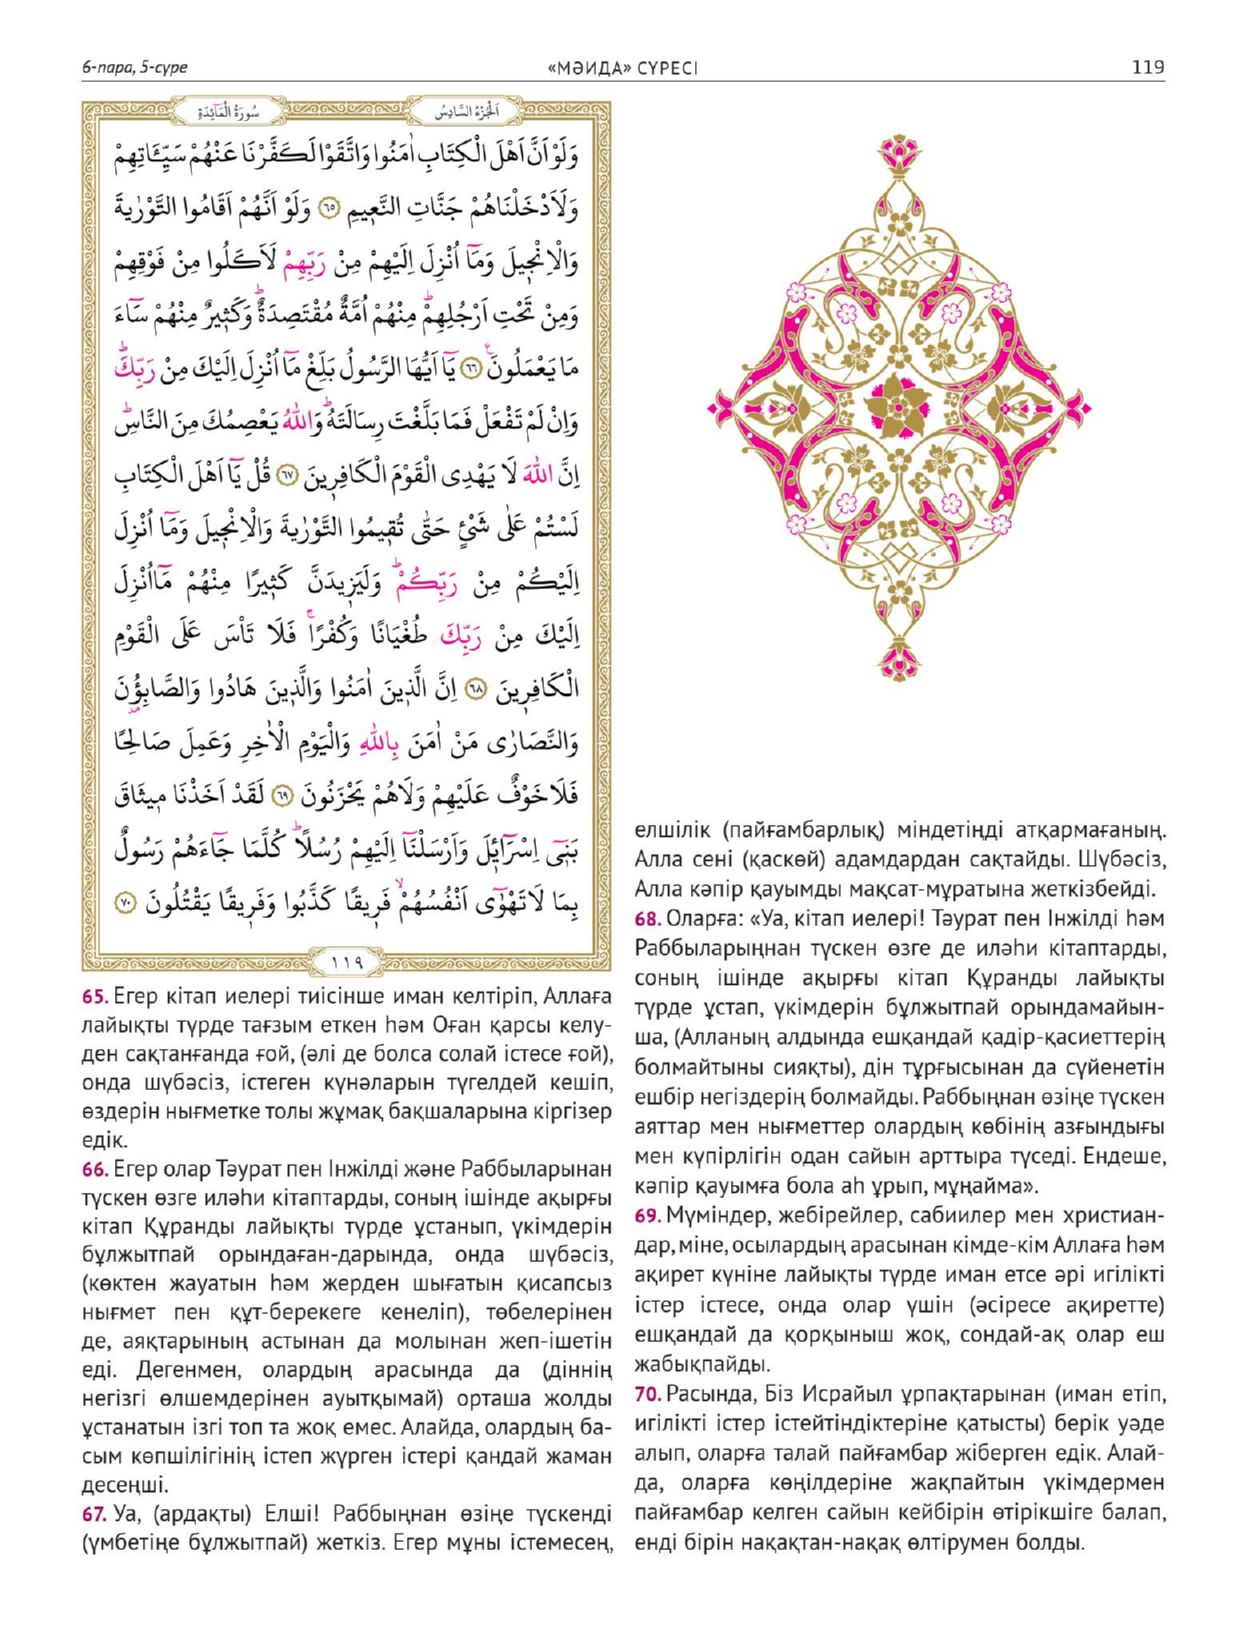 6-пара, 5-сүре
«МӘИДА» СҮРЕСІ
119
اَلْجُزْءُ السَّادِسُ
سُورَةُ الْمَائِدَةِ
وَلَوْ اَنَّ اَهْلَ الْكِتَابِ اٰمَنُوا وَاتَّقَوْا لَكَفَّرْنَا عَنْهُمْ سَيِّـَٔاتِهِمْ
وَلَاَدْخَلْنَاهُمْ جَنَّاتِ النَّعِيمِ ﴿٦٥﴾ وَلَوْ اَنَّهُمْ اَقَامُوا التَّوْرٰيةَ
وَالْاِنْجِيلَ وَمَٓا اُنْزِلَ اِلَيْهِمْ مِنْ رَبِّهِمْ لَاَكَلُوا مِنْ فَوْقِهِمْ
وَمِنْ تَحْتِ اَرْجُلِهِمْۜ مِنْهُمْ اُمَّةٌ مُقْتَصِدَةٌۜ وَكَثِيرٌ مِنْهُمْ سَٓاءَ
مَا يَعْمَلُونَ ﴿٦٦﴾ يَٓا اَيُّهَا الرَّسُولُ بَلِّغْ مَٓا اُنْزِلَ اِلَيْكَ مِنْ رَبِّكَۜ
وَاِنْ لَمْ تَفْعَلْ فَمَا بَلَّغْتَ رِسَالَتَهُۜ وَاللّٰهُ يَعْصِمُكَ مِنَ النَّاسِۜ
اِنَّ اللّٰهَ لَا يَهْدِى الْقَوْمَ الْكَافِرِينَ ﴿٦٧﴾ قُلْ يَٓا اَهْلَ الْكِتَابِ
لَسْتُمْ عَلٰى شَيْئٍ حَتّٰى تُقِيمُوا التَّوْرٰيةَ وَالْاِنْجِيلَ وَمَٓا اُنْزِلَ
اِلَيْكُمْ مِنْ رَبِّكُمْۜ وَلَيَزِيدَنَّ كَثِيرًا مِنْهُمْ مَٓا اُنْزِلَ
اِلَيْكَ مِنْ رَبِّكَ طُغْيَانًا وَكُفْرًاۚ فَلَا تَاْسَ عَلَى الْقَوْمِ
الْكَافِرِينَ ﴿٦٨﴾ اِنَّ الَّذِينَ اٰمَنُوا وَالَّذِينَ هَادُوا وَالصَّابِؤُنَ
وَالنَّصَارٰى مَنْ اٰمَنَ بِاللّٰهِ وَالْيَوْمِ الْاٰخِرِ وَعَمِلَ صَالِحًا
فَلَا خَوْفٌ عَلَيْهِمْ وَلَا هُمْ يَحْزَنُونَ ﴿٦٩﴾ لَقَدْ اَخَذْنَا مِيثَاقَ
بَنِٓى اِسْرَٓائِلَ وَاَرْسَلْنَٓا اِلَيْهِمْ رُسُلًاۜ كُلَّمَا جَٓاءَهُمْ رَسُولٌ
بِمَا لَا تَهْوٰٓى اَنْفُسُهُمْۙ فَرِيقًا كَذَّبُوا وَفَرِيقًا يَقْتُلُونَ ﴿٧٠﴾
١١٩
65. Егер кітап иелері тиісінше иман келтіріп, Аллаға
лайықты түрде тағзым еткен һәм Оған қарсы келу-
ден сақтанғанда ғой, (әлі де болса солай істесе ғой),
онда шүбәсіз, істеген күнәларын түгелдей кешіп,
өздерін нығметке толы жұмақ бақшаларына кіргізер
едік.
66. Егер олар Тәурат пен Інжілді және Раббыларынан
түскен өзге иләһи кітаптарды, соның ішінде ақырғы
кітап Құранды лайықты түрде ұстанып, үкімдерін
бұлжытпай орындаған-дарында, онда шүбәсіз,
(көктен жауатын һәм жерден шығатын қисапсыз
нығмет пен құт-берекеге кенеліп), төбелерінен
де, аяқтарының астынан да молынан жеп-ішетін
еді. Дегенмен, олардың арасында да (діннің
негізгі өлшемдерінен ауытқымай) орташа жолды
ұстанатын ізгі топ та жоқ емес. Алайда, олардың ба-
сым көпшілігінің істеп жүрген істері қандай жаман
десеңші.
67. Уа, (ардақты) Елші! Раббыңнан өзіңе түскенді
(үмбетіңе бұлжытпай) жеткіз. Егер мұны істемесең,
елшілік (пайғамбарлық) міндетіңді атқармағаның.
Алла сені (қаскөй) адамдардан сақтайды. Шүбәсіз,
Алла кәпір қауымды мақсат-мұратына жеткізбейді.
68. Оларға: «Уа, кітап иелері! Тәурат пен Інжілді һәм
Раббыларыңнан түскен өзге де иләһи кітаптарды,
соның ішінде ақырғы кітап Құранды лайықты
түрде ұстап, үкімдерін бұлжытпай орындамайын-
ша, (Алланың алдында ешқандай қадір-қасиеттерің
болмайтыны сияқты), дін тұрғысынан да сүйенетін
ешбір негіздерің болмайды. Раббыңнан өзіңе түскен
аяттар мен нығметтер олардың көбінің азғындығы
мен күпірлігін одан сайын арттыра түседі. Ендеше,
кәпір қауымға бола аһ ұрып, мұңайма».
69. Мүміндер, жебірейлер, сабиилер мен христиан-
дар, міне, осылардың арасынан кімде-кім Аллаға һәм
ақирет күніне лайықты түрде иман етсе әрі игілікті
істер істесе, онда олар үшін (әсіресе ақиретте)
ешқандай да қорқыныш жоқ, сондай-ақ олар еш
жабықпайды.
70. Расында, Біз Исрайыл ұрпақтарынан (иман етіп,
игілікті істер істейтіндіктеріне қатысты) берік уәде
алып, оларға талай пайғамбар жіберген едік. Алай-
да, оларға көңілдеріне жақпайтын үкімдермен
пайғамбар келген сайын кейбірін өтірікшіге балап,
енді бірін нақақтан-нақақ өлтірумен болды.